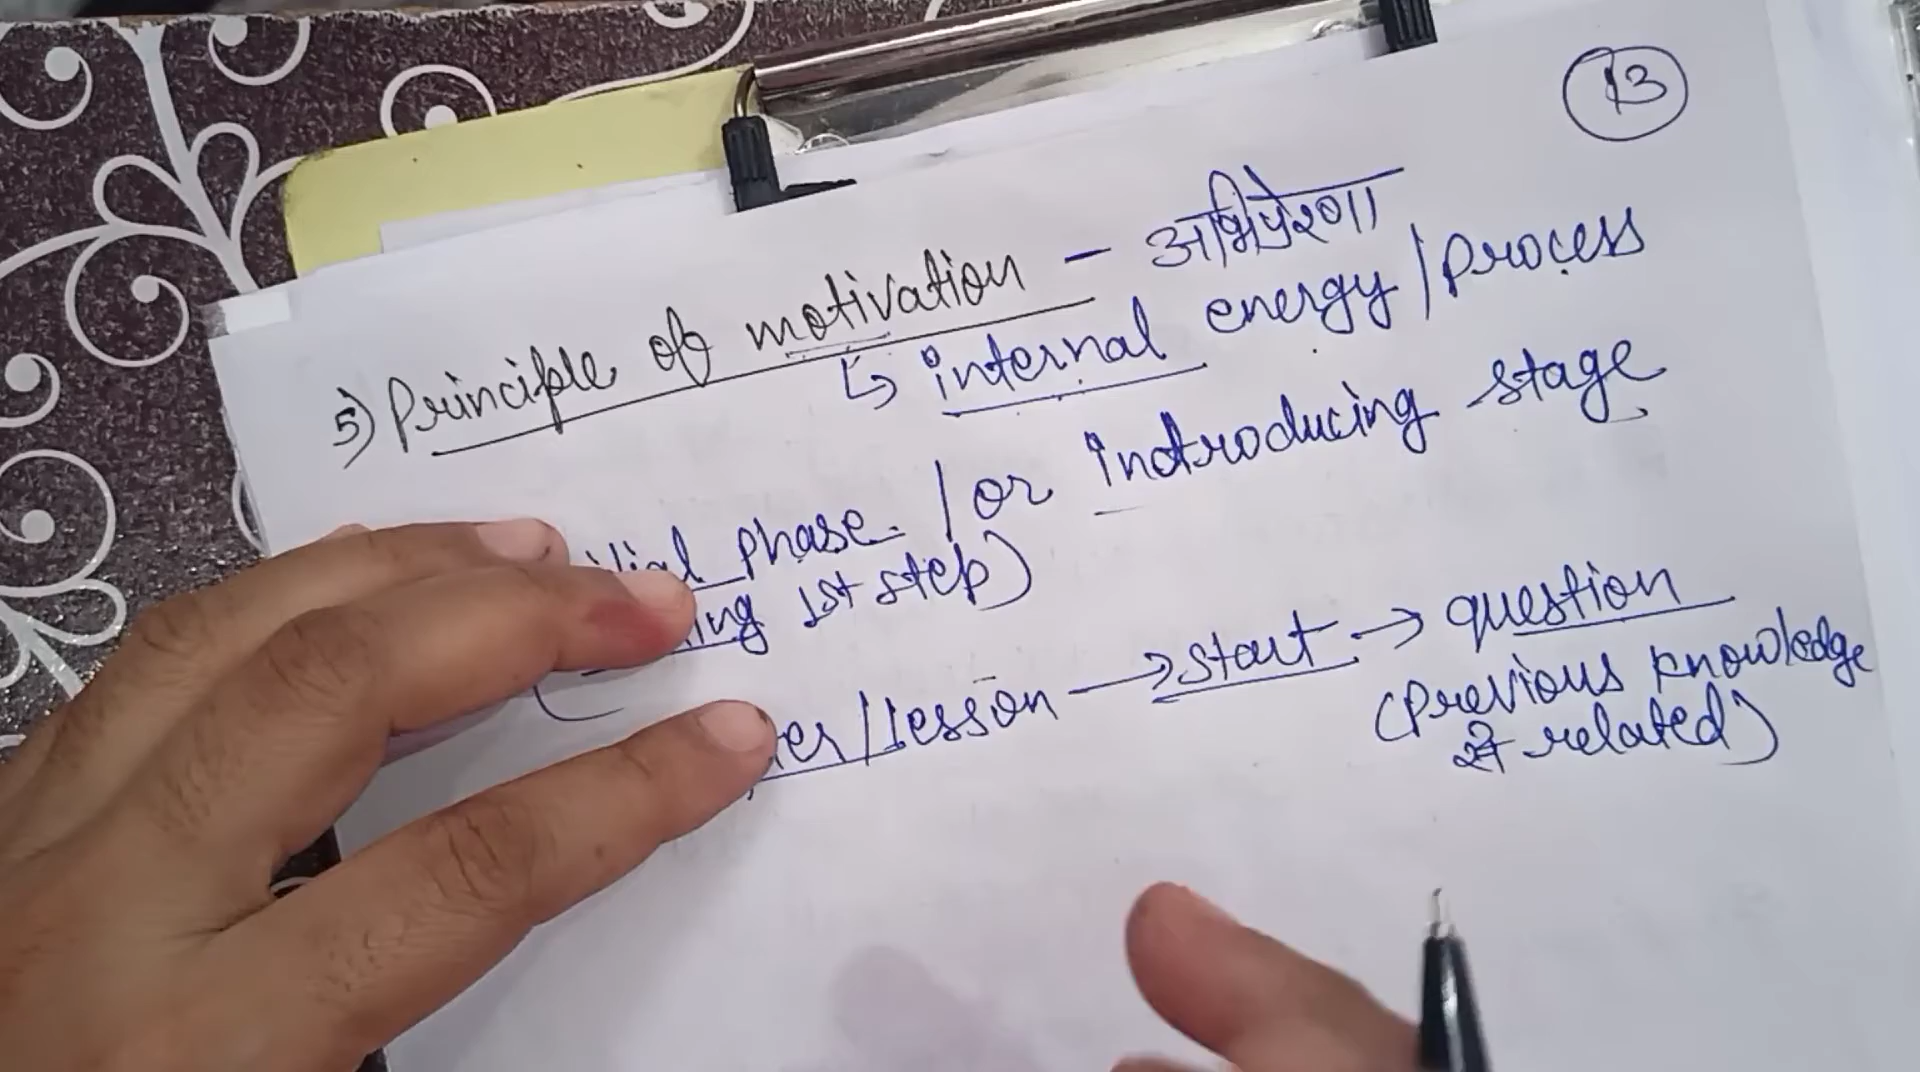 13
5) Principle of motivation - अभिप्रेरणा
↳ internal energy / process
phase / or introducing stage
1st step)
/ lesson → start → question
(Previous knowledge
से related)